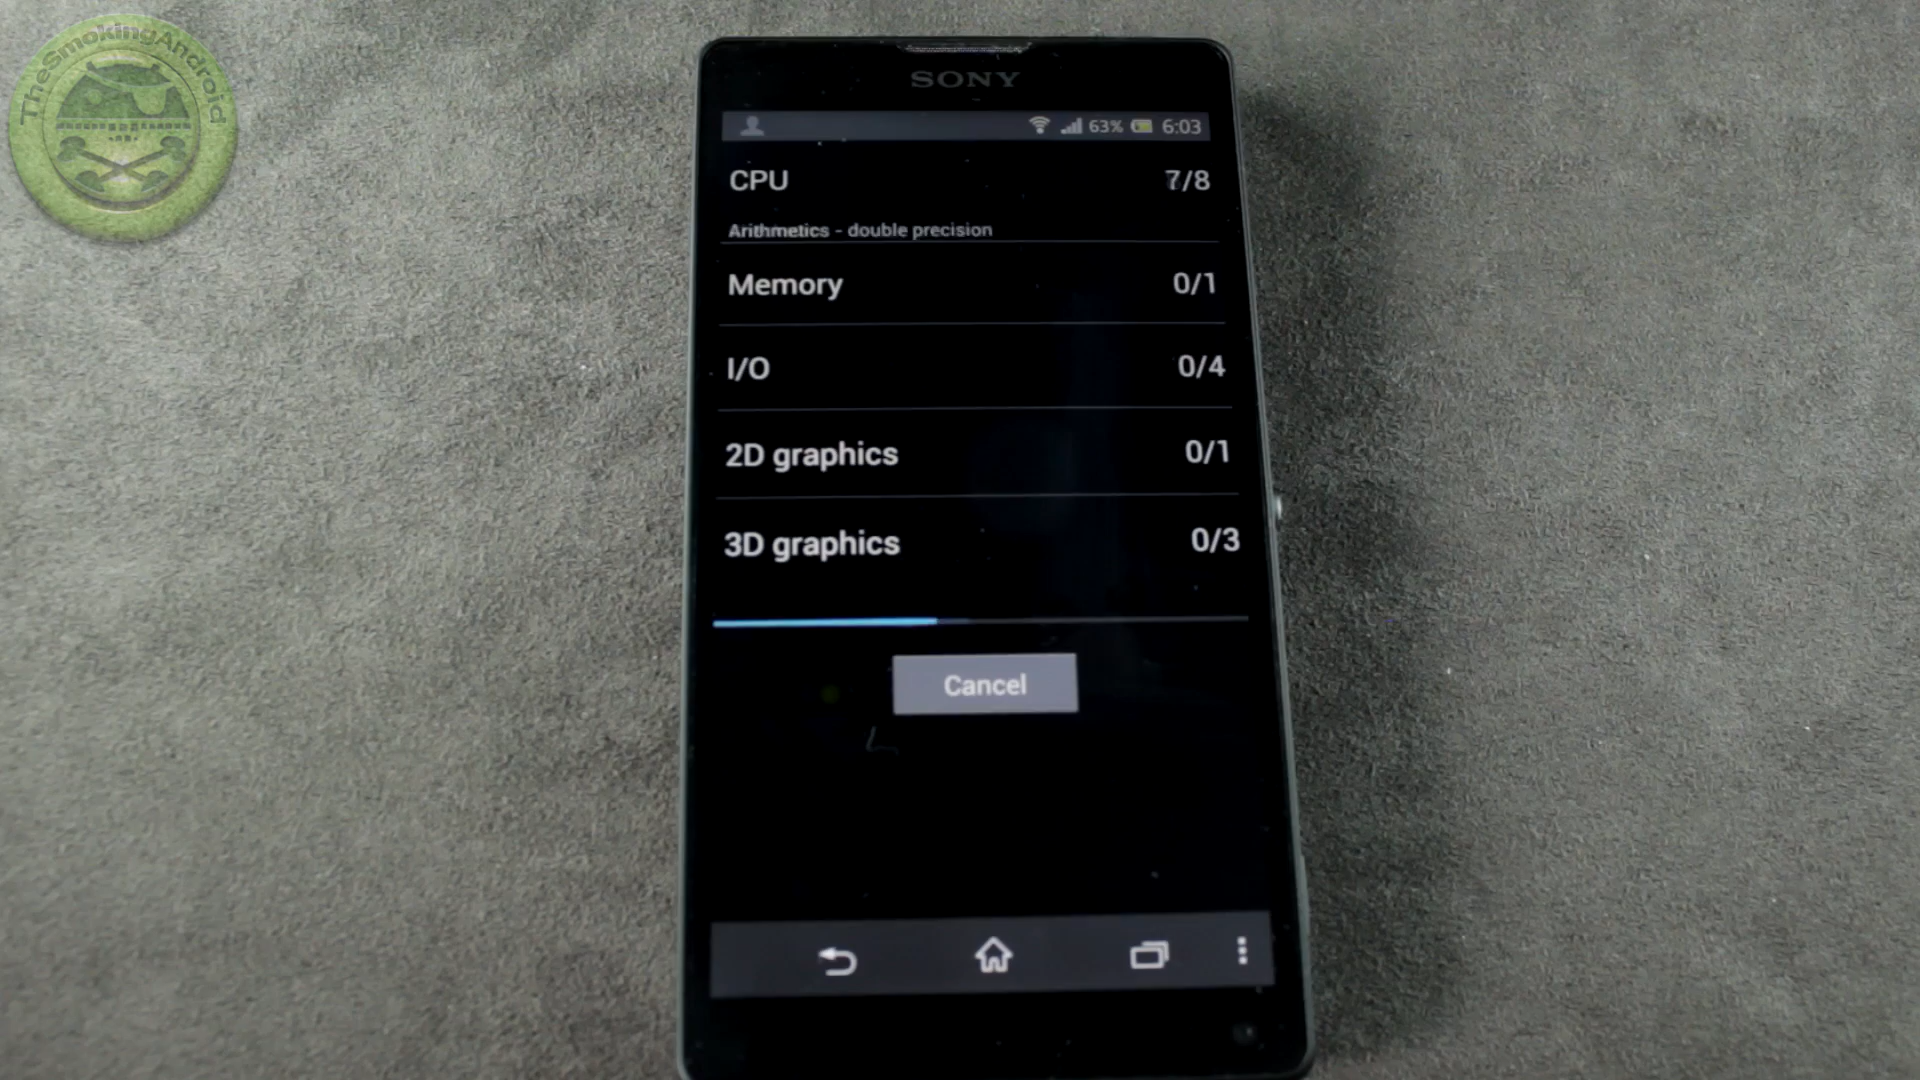 TheSmokingAndroid
SONY
63% 6:03
CPU 7/8
Arithmetics - double precision
Memory 0/1
I/O 0/4
2D graphics 0/1
3D graphics 0/3
Cancel